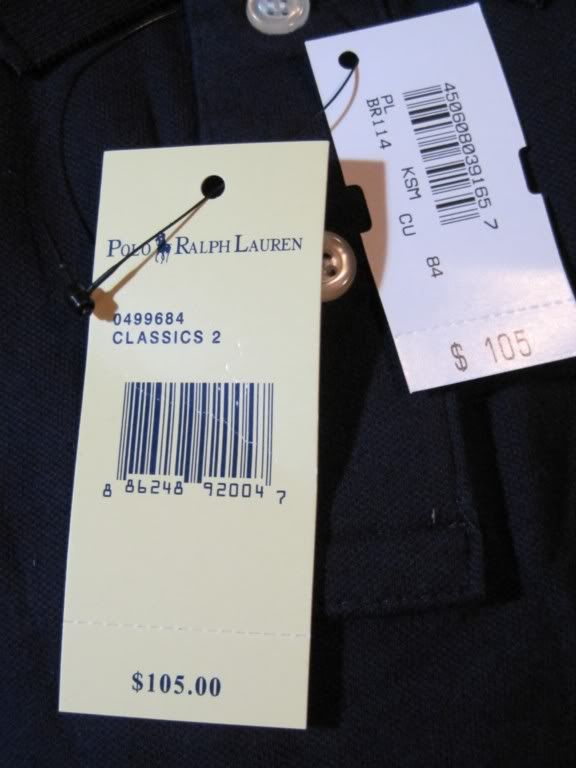 POLO RALPH LAUREN
0499684
CLASSICS 2
8 86248 92004 7
$105.00
450608039165 7
PL
BR114 KSM CU 84
$ 105